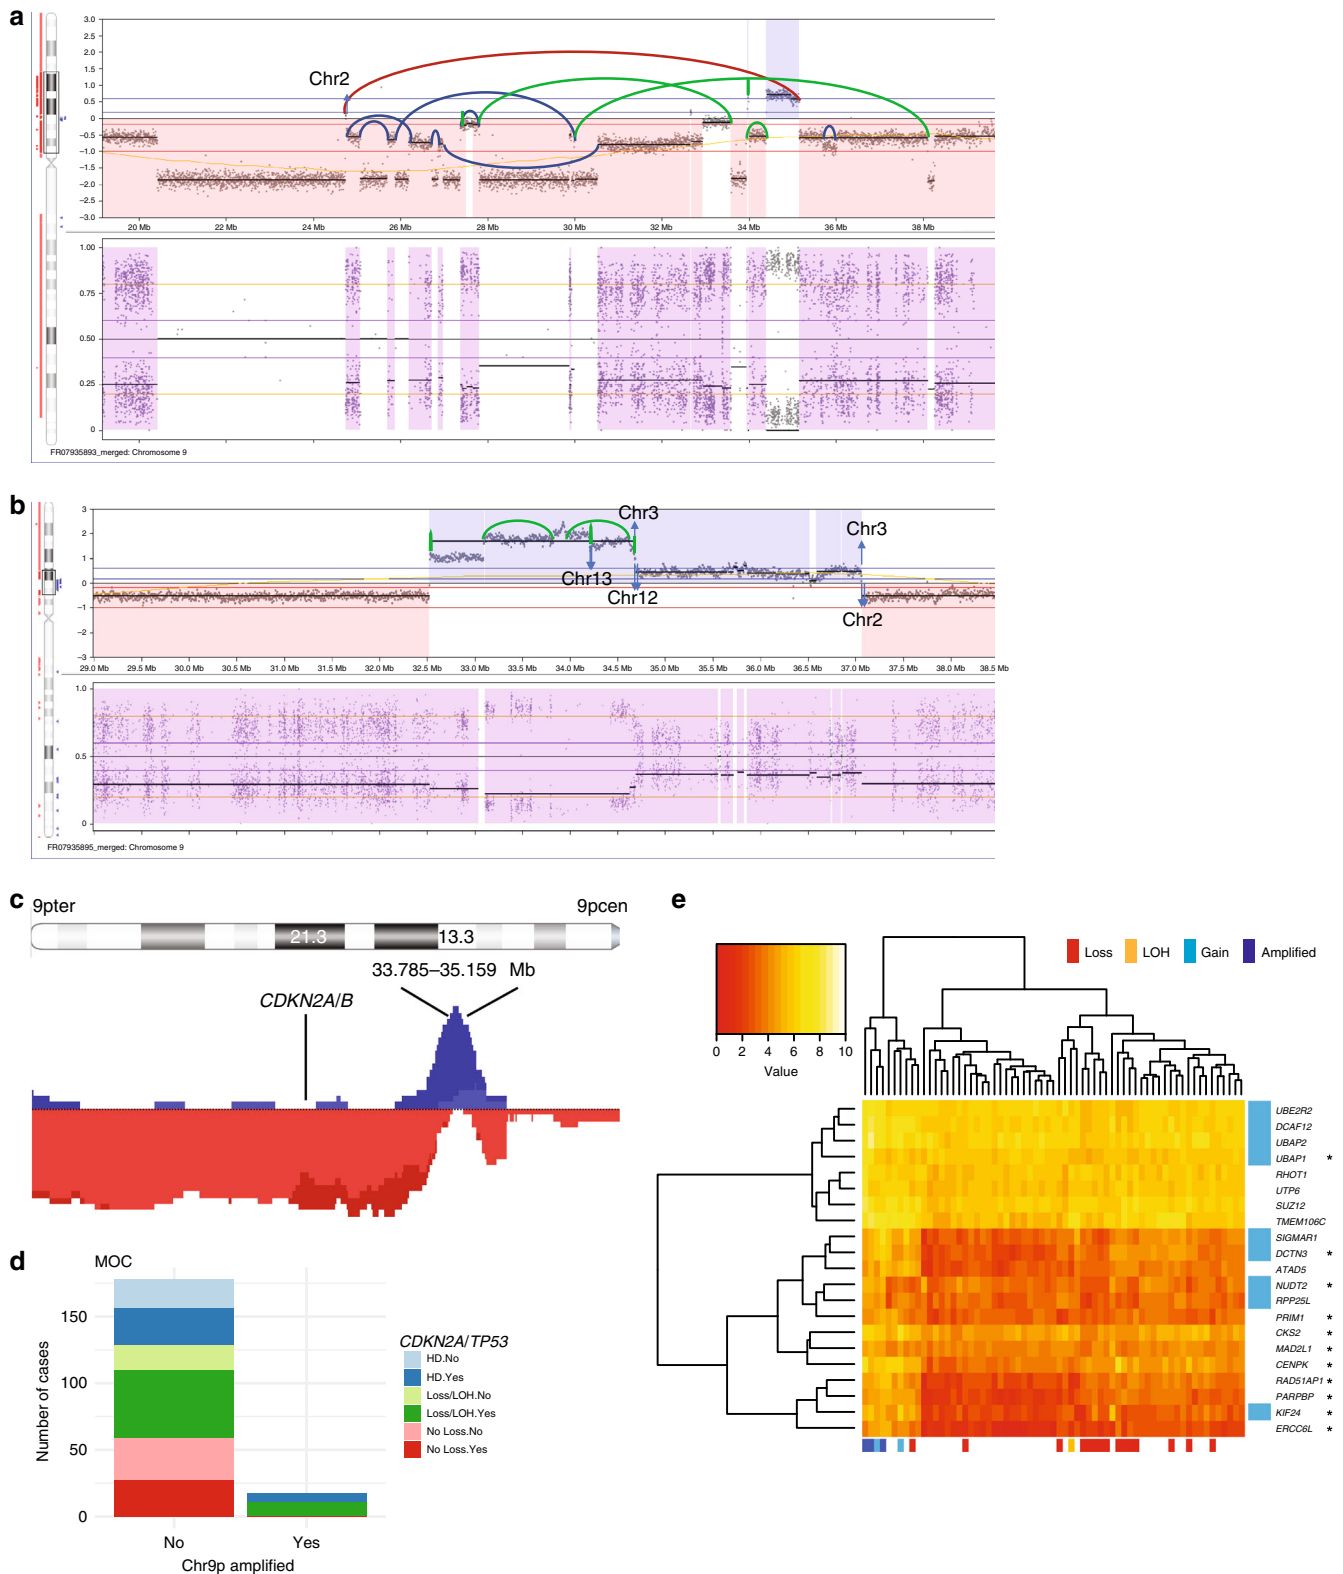 a
Chr2
3.0
2.5
2.0
1.5
1.0
0.5
0
−0.5
−1.0
−1.5
−2.0
−2.5
−3.0
20 Mb 22 Mb 24 Mb 26 Mb 28 Mb 30 Mb 32 Mb 34 Mb 36 Mb 38 Mb
1.00
0.75
0.50
0.25
0
FR07935893_merged: Chromosome 9
b
Chr3
Chr3
Chr13
Chr12
Chr2
3
2
1
0
−1
−2
−3
29.0 Mb 29.5 Mb 30.0 Mb 30.5 Mb 31.0 Mb 31.5 Mb 32.0 Mb 32.5 Mb 33.0 Mb 33.5 Mb 34.0 Mb 34.5 Mb 35.0 Mb 35.5 Mb 36.0 Mb 36.5 Mb 37.0 Mb 37.5 Mb 38.0 Mb 38.5 Mb
1.0
0.5
0
FR07935895_merged: Chromosome 9
c
9pter 9pcen
21.3 13.3
33.785–35.159 Mb
CDKN2A/B
d
MOC
Number of cases
150
100
50
0
No Yes
Chr9p amplified
CDKN2A/TP53
HD.No
HD.Yes
Loss/LOH.No
Loss/LOH.Yes
No Loss.No
No Loss.Yes
e
Loss LOH Gain Amplified
0 2 4 6 8 10
Value
UBE2R2
DCAF12
UBAP2
UBAP1 *
RHOT1
UTP6
SUZ12
TMEM106C
SIGMAR1
DCTN3 *
ATAD5
NUDT2 *
RPP25L
PRIM1 *
CKS2 *
MAD2L1 *
CENPK *
RAD51AP1 *
PARPBP *
KIF24 *
ERCC6L *